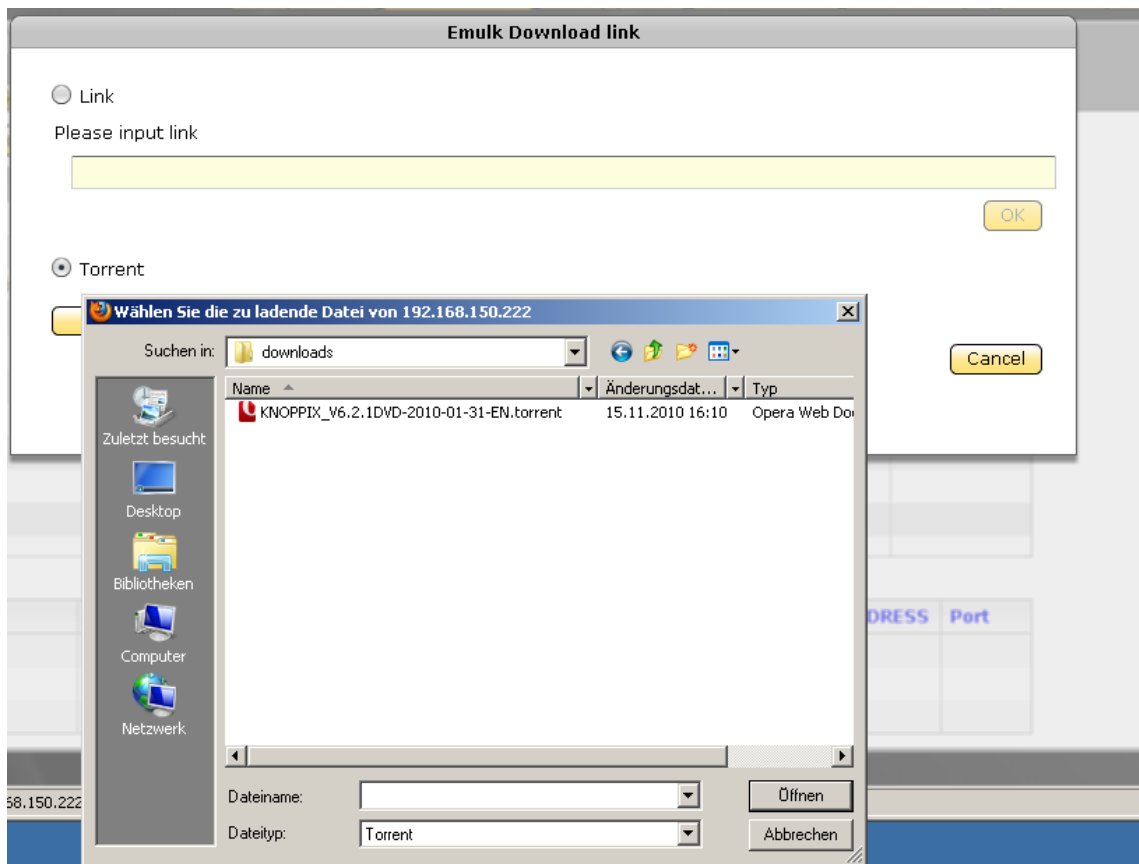 Emulk Download link
Link
Please input link
OK
Torrent
Wählen Sie die zu ladende Datei von 192.168.150.222
Suchen in: downloads
Cancel
Name Änderungsdat... Typ
KNOPPIX_V6.2.1DVD-2010-01-31-EN.torrent 15.11.2010 16:10 Opera Web Do
Zuletzt besucht
Desktop
Bibliotheken
Computer
Netzwerk
DRESS Port
68.150.222
Dateiname: Öffnen
Dateityp: Torrent Abbrechen